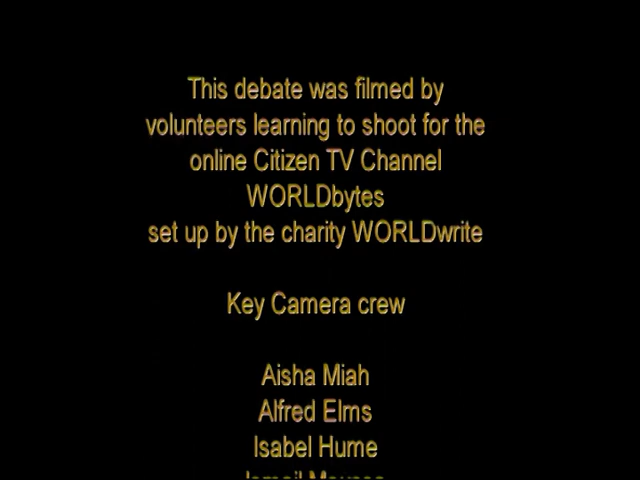 This debate was filmed by
volunteers learning to shoot for the
online Citizen TV Channel
WORLDbytes
set up by the charity WORLDwrite
Key Camera crew
Aisha Miah
Alfred Elms
Isabel Hume